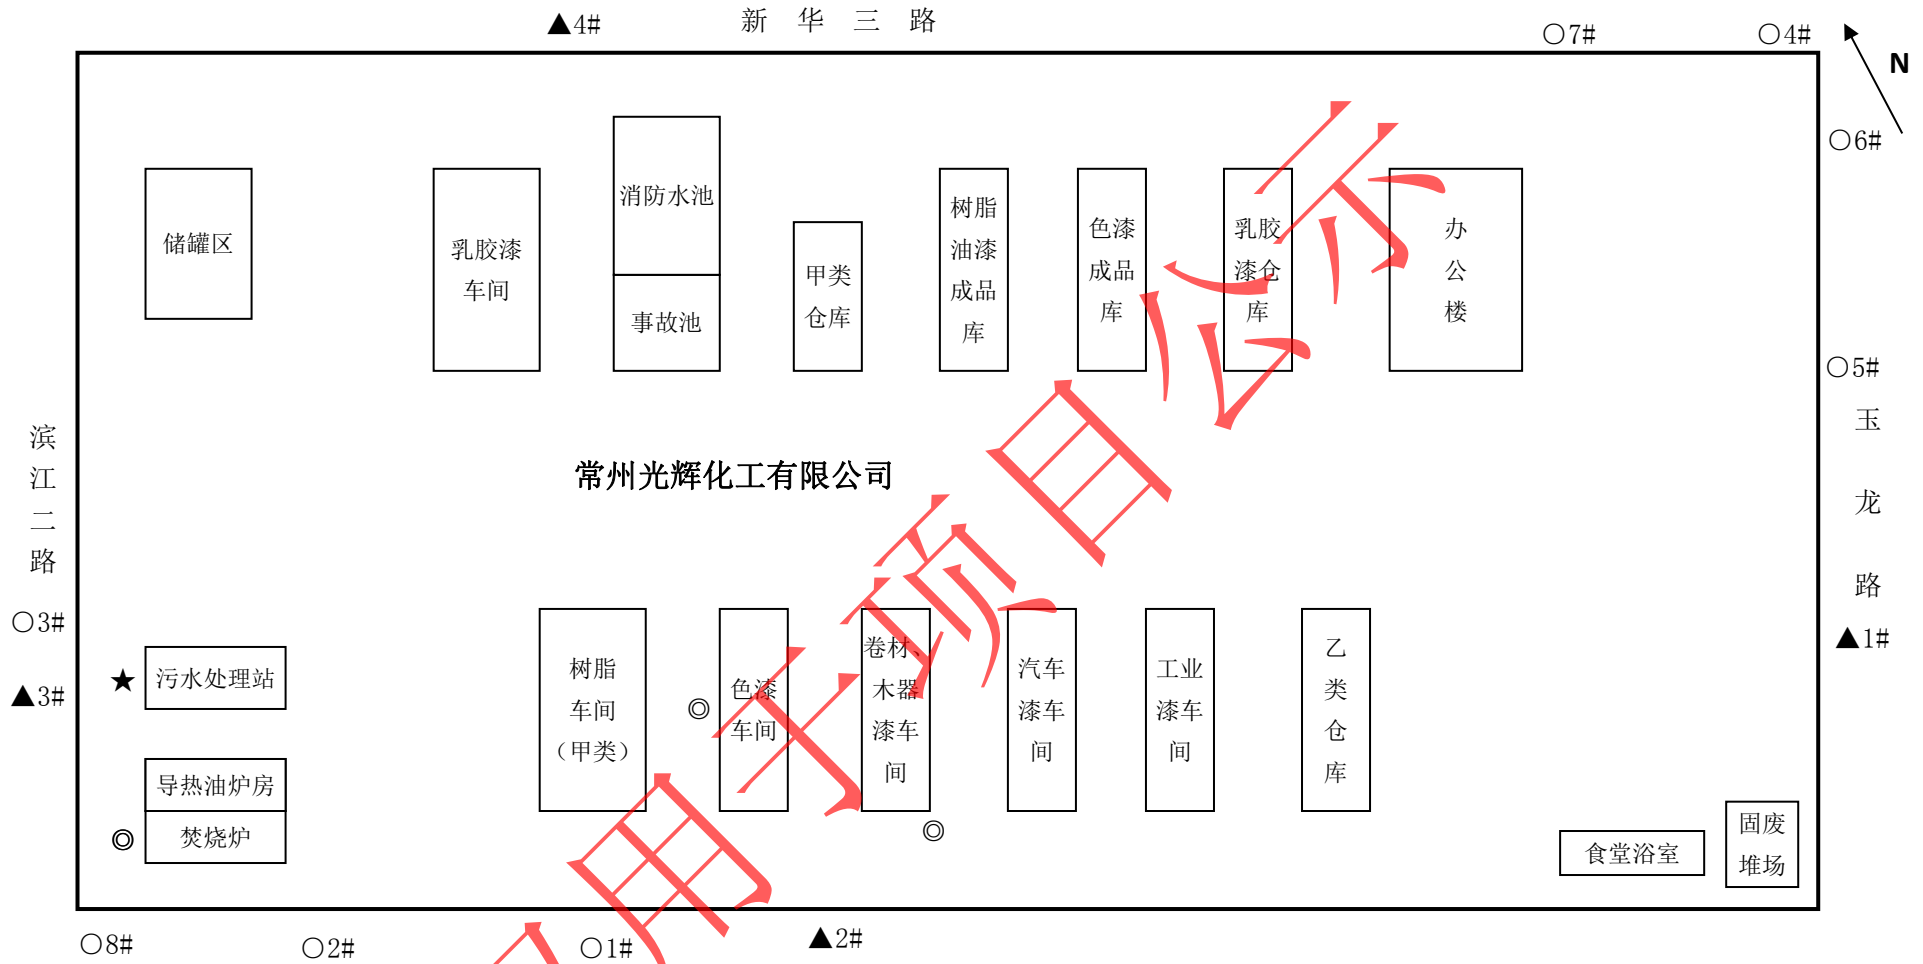 ▲4#
新华三路
○7#
○4#
N
○6#
储罐区
乳胶漆
车间
消防水池
事故池
甲类
仓库
树脂
油漆
成品
库
色漆
成品
库
乳胶
漆仓
库
办
公
楼
○5#
滨
江
二
路
玉
龙
路
常州光辉化工有限公司
○3#
★
污水处理站
▲3#
导热油炉房
◎
焚烧炉
树脂
车间
（甲类）
◎
色漆
车间
卷材、
木器
漆车
间
◎
汽车
漆车
间
工业
漆车
间
乙
类
仓
库
▲1#
食堂浴室
固废
堆场
○8#
○2#
○1#
▲2#
用于项目公示